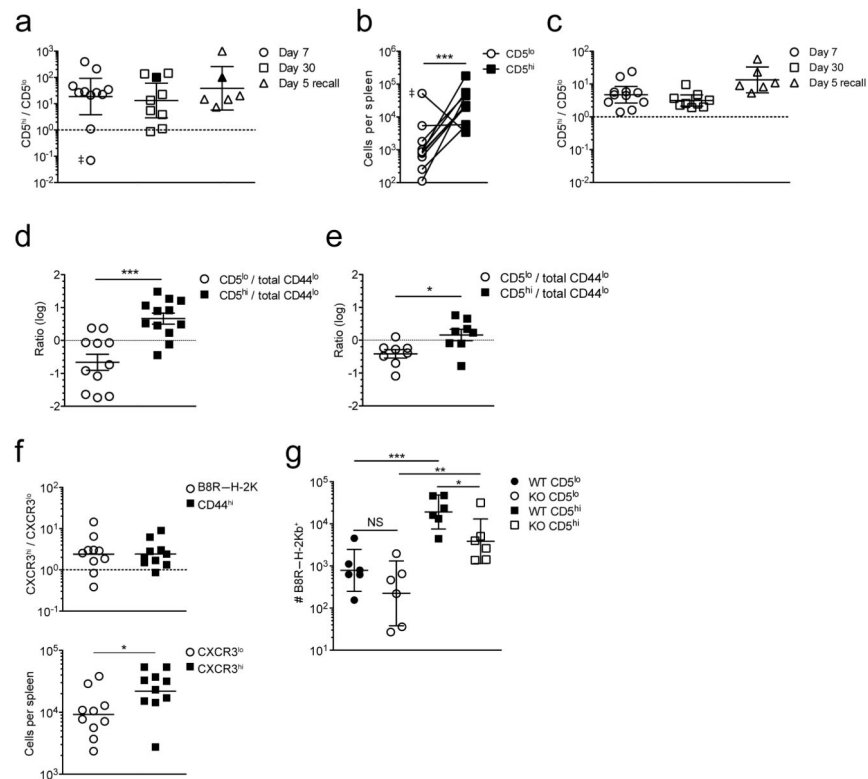 a
CD5hi / CD5lo
10³
10²
10¹
10⁰
10⁻¹
10⁻²
‡
Day 7
Day 30
Day 5 recall
b
Cells per spleen
10⁶
10⁵
10⁴
10³
10²
‡
***
CD5lo
CD5hi
c
CD5hi / CD5lo
10³
10²
10¹
10⁰
10⁻¹
10⁻²
Day 7
Day 30
Day 5 recall
d
Ratio (log)
2
1
0
-1
-2
***
CD5lo / total CD44lo
CD5hi / total CD44lo
e
Ratio (log)
2
1
0
-1
-2
*
CD5lo / total CD44lo
CD5hi / total CD44lo
f
CXCR3hi / CXCR3lo
10²
10¹
10⁰
10⁻¹
B8R–H-2K
CD44hi
Cells per spleen
10⁵
10⁴
10³
*
CXCR3lo
CXCR3hi
g
# B8R–H-2Kb⁺
10⁵
10⁴
10³
10²
10¹
***
**
*
NS
WT CD5lo
KO CD5lo
WT CD5hi
KO CD5hi